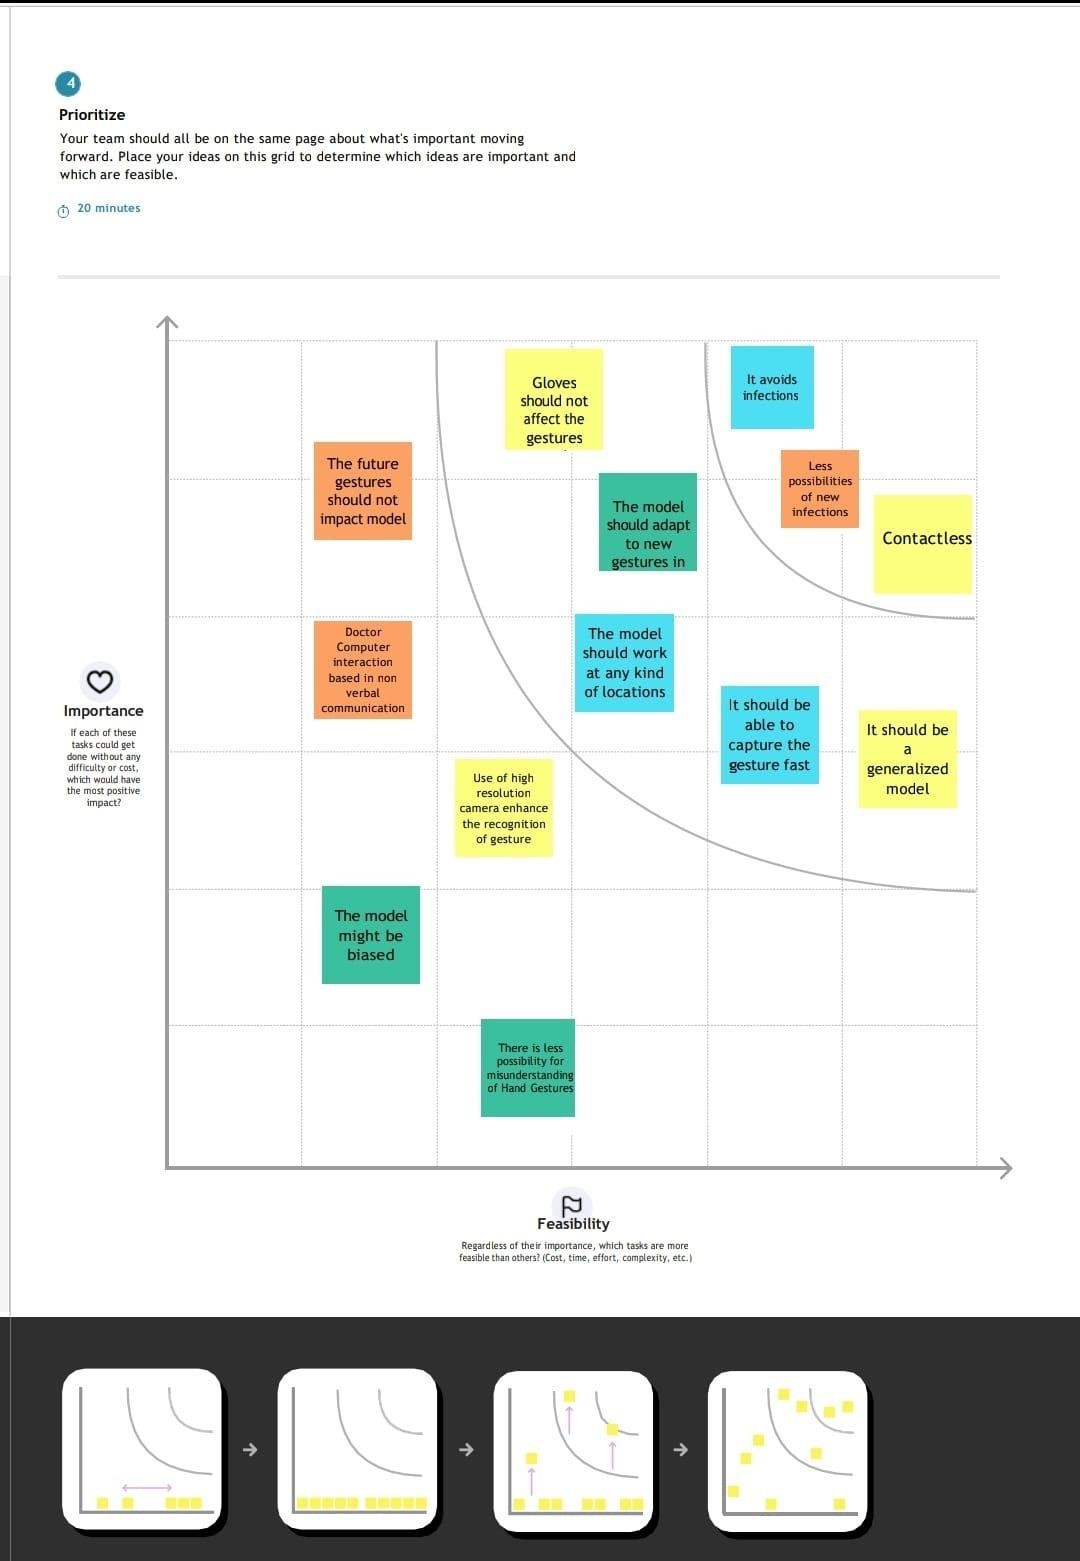 4
Prioritize
Your team should all be on the same page about what's important moving
forward. Place your ideas on this grid to determine which ideas are important and
which are feasible.
20 minutes
It avoids
infections
Gloves
should not
affect the
gestures
The future
gestures
should not
impact model
Less
possibilities
of new
infections
The model
should adapt
to new
gestures in
Contactless
Doctor
Computer
interaction
based in non
verbal
communication
The model
should work
at any kind
of locations
It should be
able to
capture the
gesture fast
It should be
a
generalized
model
Importance
If each of these
tasks could get
done without any
difficulty or cost,
which would have
the most positive
impact?
Use of high
resolution
camera enhance
the recognition
of gesture
The model
might be
biased
There is less
possibility for
misunderstanding
of Hand Gestures
Feasibility
Regardless of their importance, which tasks are more
feasible than others? (Cost, time, effort, complexity, etc.)